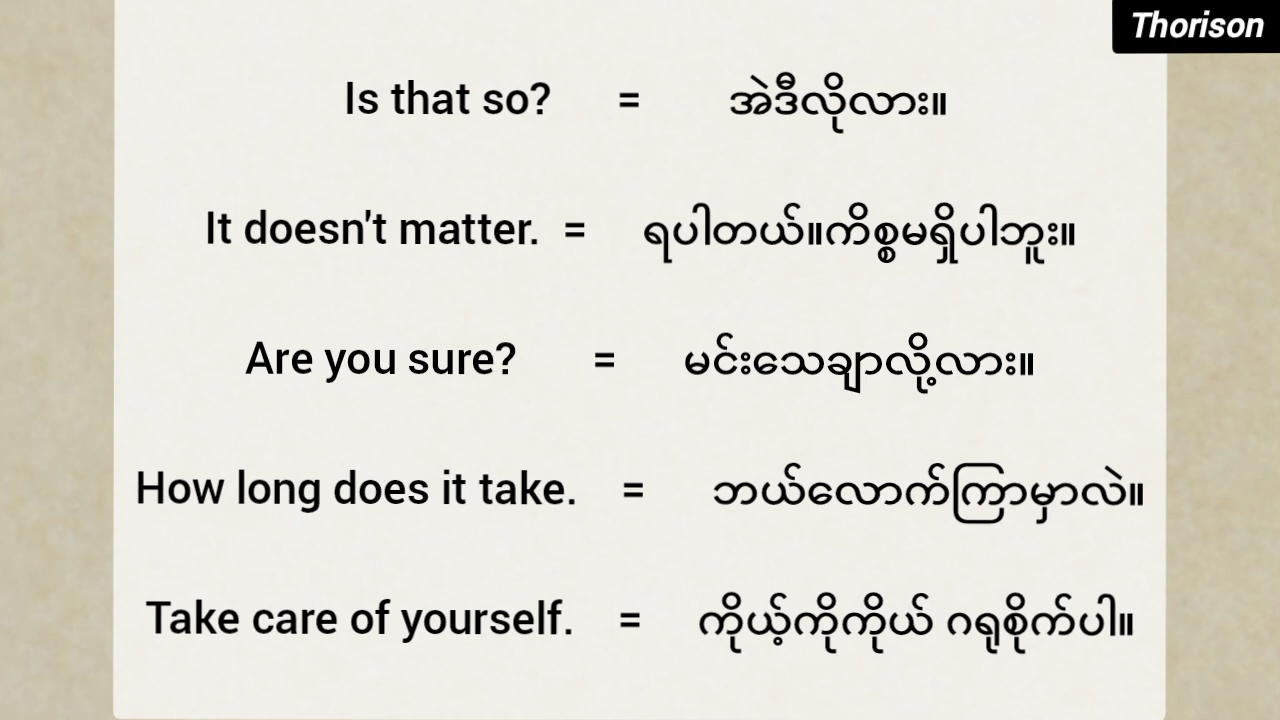 Thorison
Is that so? = အဲဒီလိုလား။
It doesn't matter. = ရပါတယ်။ကိစ္စမရှိပါဘူး။
Are you sure? = မင်းသေချာလို့လား။
How long does it take. = ဘယ်လောက်ကြာမှာလဲ။
Take care of yourself. = ကိုယ့်ကိုကိုယ် ဂရုစိုက်ပါ။